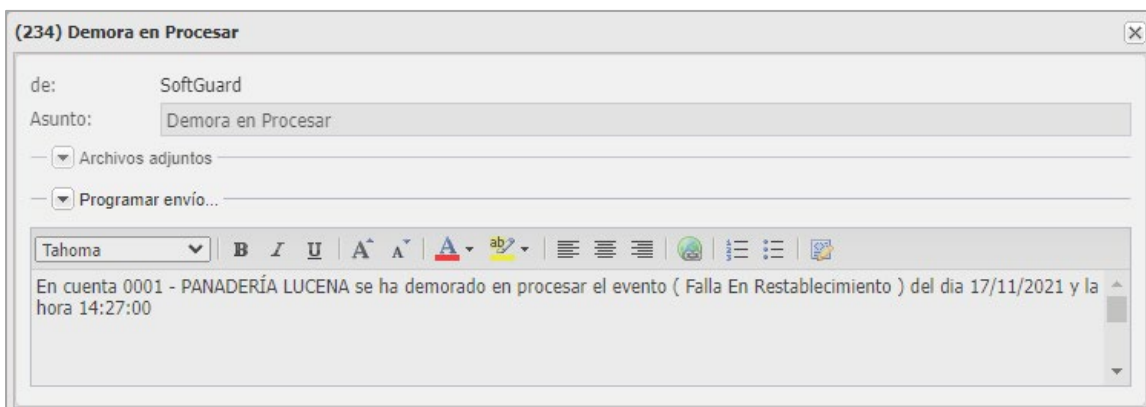 (234) Demora en Procesar
de: SoftGuard
Asunto: Demora en Procesar
Archivos adjuntos
Programar envío...
Tahoma B I U A A A ab
En cuenta 0001 - PANADERÍA LUCENA se ha demorado en procesar el evento ( Falla En Restablecimiento ) del dia 17/11/2021 y la
hora 14:27:00